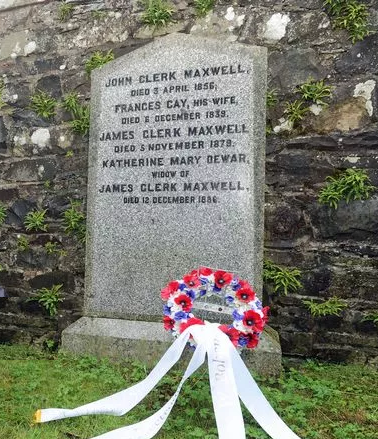 JOHN CLERK MAXWELL,
DIED 3 APRIL 1856,
FRANCES CAY, HIS WIFE,
DIED 6 DECEMBER 1839,
JAMES CLERK MAXWELL
DIED 5 NOVEMBER 1879,
KATHERINE MARY DEWAR,
WIDOW OF
JAMES CLERK MAXWELL,
DIED 12 DECEMBER 1886.